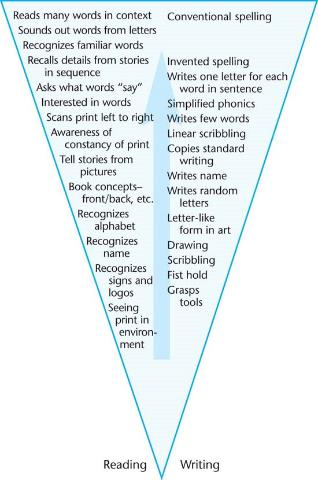 Reads many words in context
Sounds out words from letters
Recognizes familiar words
Recalls details from stories
in sequence
Asks what words “say”
Interested in words
Scans print left to right
Awareness of
constancy of print
Tell stories from
pictures
Book concepts–
front/back, etc.
Recognizes
alphabet
Recognizes
name
Recognizes
signs and
logos
Seeing
print in
environ-
ment
Reading
Conventional spelling
Invented spelling
Writes one letter for each
word in sentence
Simplified phonics
Writes few words
Linear scribbling
Copies standard
writing
Writes name
Writes random
letters
Letter-like
form in art
Drawing
Scribbling
Fist hold
Grasps
tools
Writing